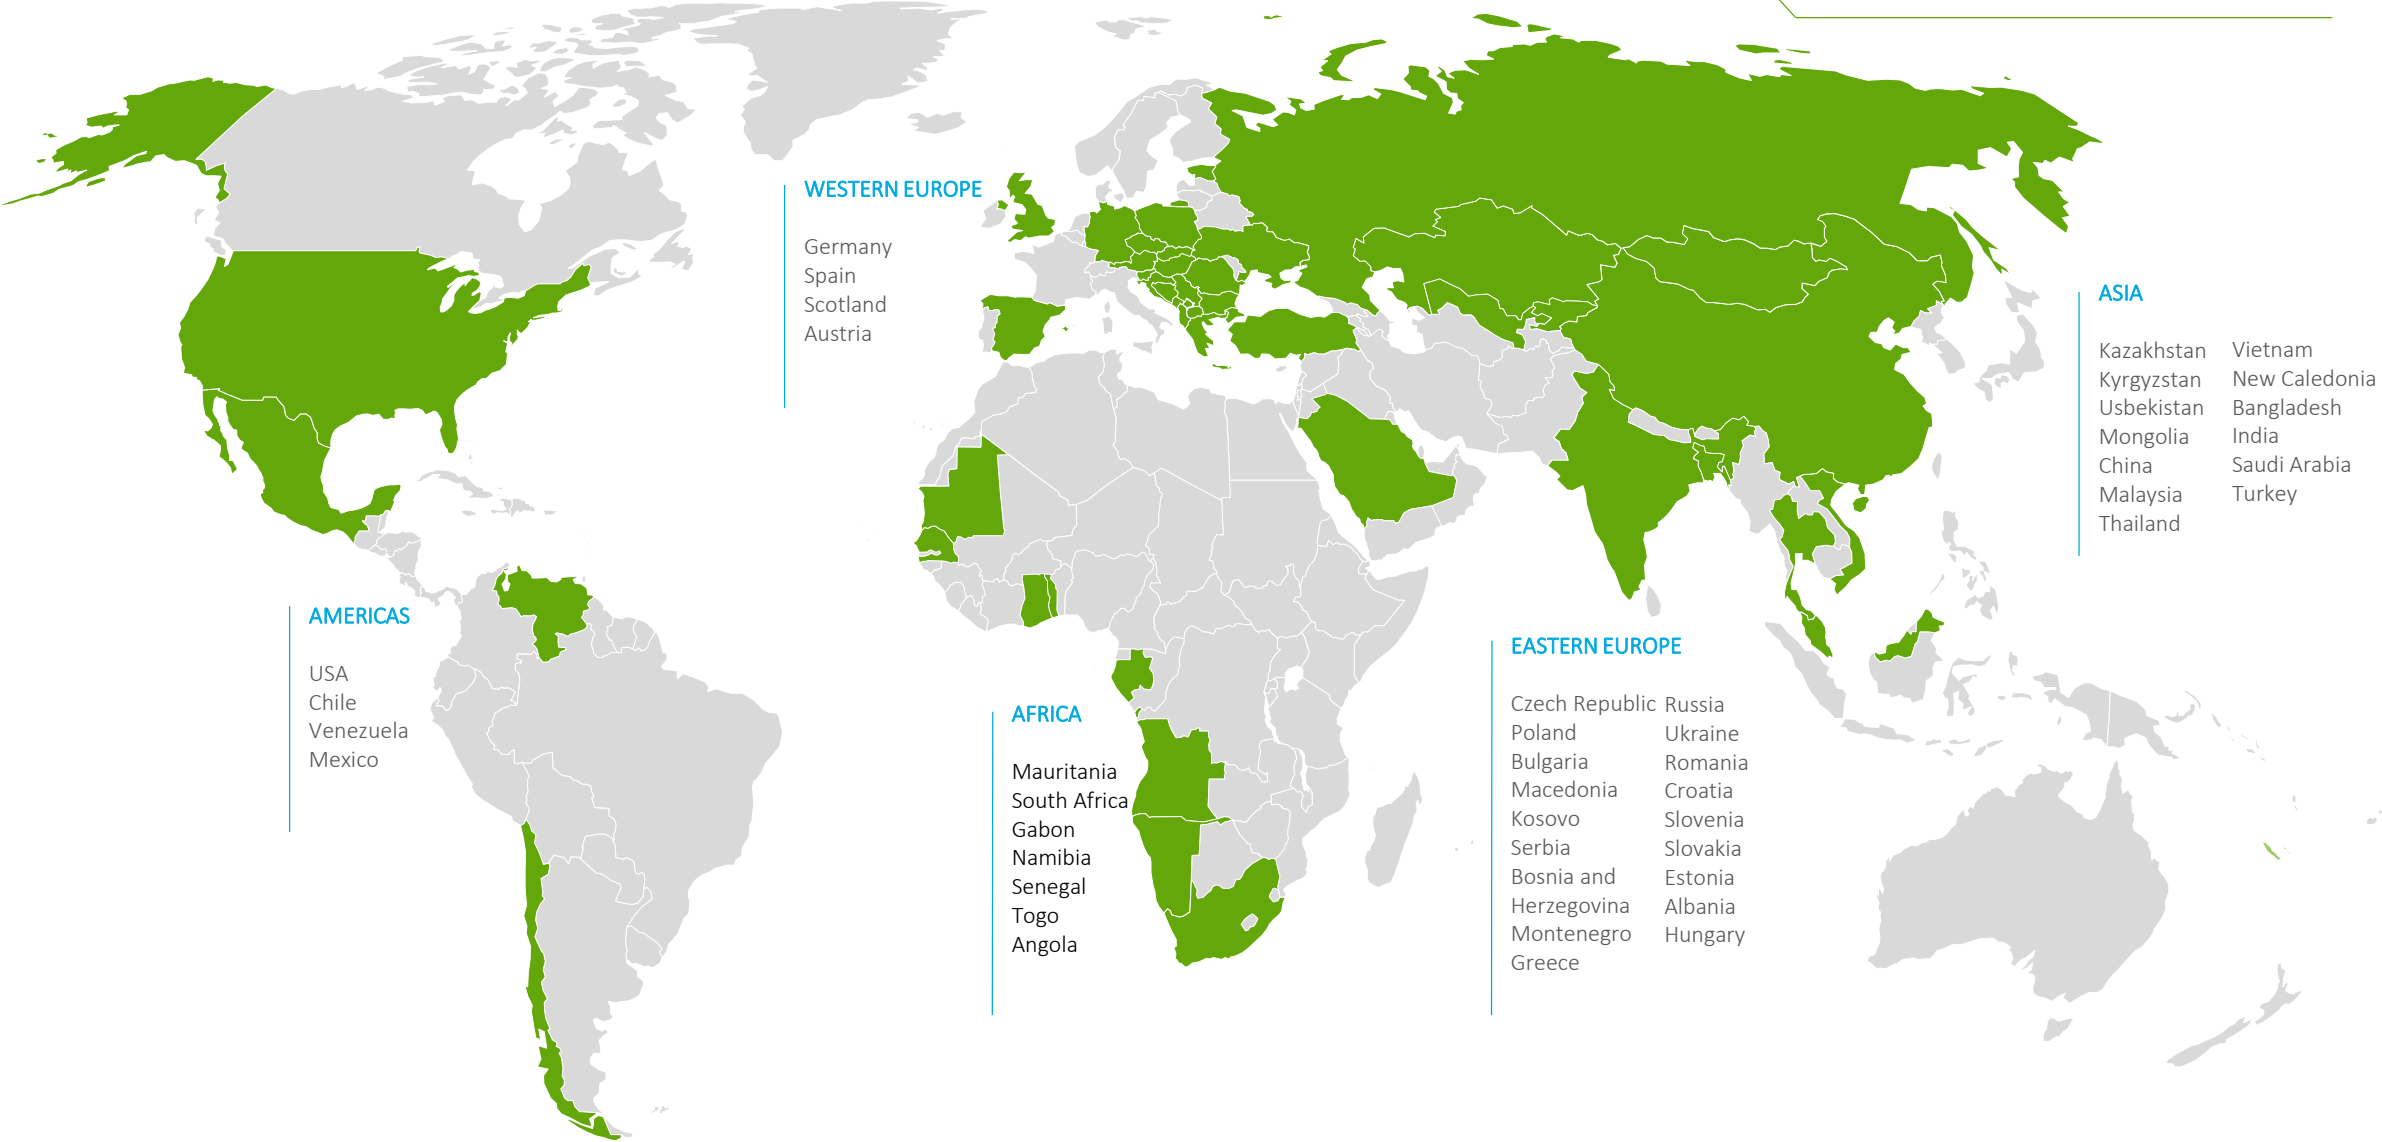 WESTERN EUROPE
Germany
Spain
Scotland
Austria
ASIA
Kazakhstan
Kyrgyzstan
Usbekistan
Mongolia
China
Malaysia
Thailand
Vietnam
New Caledonia
Bangladesh
India
Saudi Arabia
Turkey
AMERICAS
USA
Chile
Venezuela
Mexico
AFRICA
Mauritania
South Africa
Gabon
Namibia
Senegal
Togo
Angola
EASTERN EUROPE
Czech Republic
Poland
Bulgaria
Macedonia
Kosovo
Serbia
Bosnia and
Herzegovina
Montenegro
Greece
Russia
Ukraine
Romania
Croatia
Slovenia
Slovakia
Estonia
Albania
Hungary